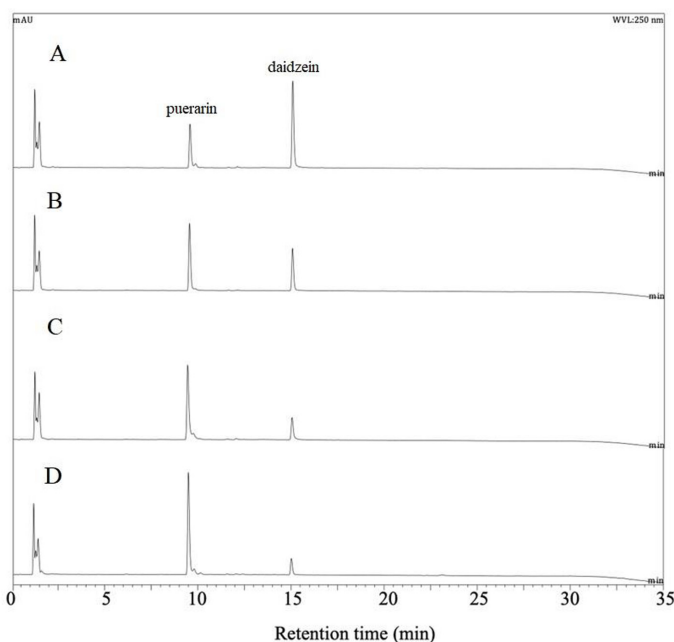 mAU
WVL:250 nm
A
puerarin
daidzein
min
B
min
C
min
D
min
0 5 10 15 20 25 30 35
Retention time (min)